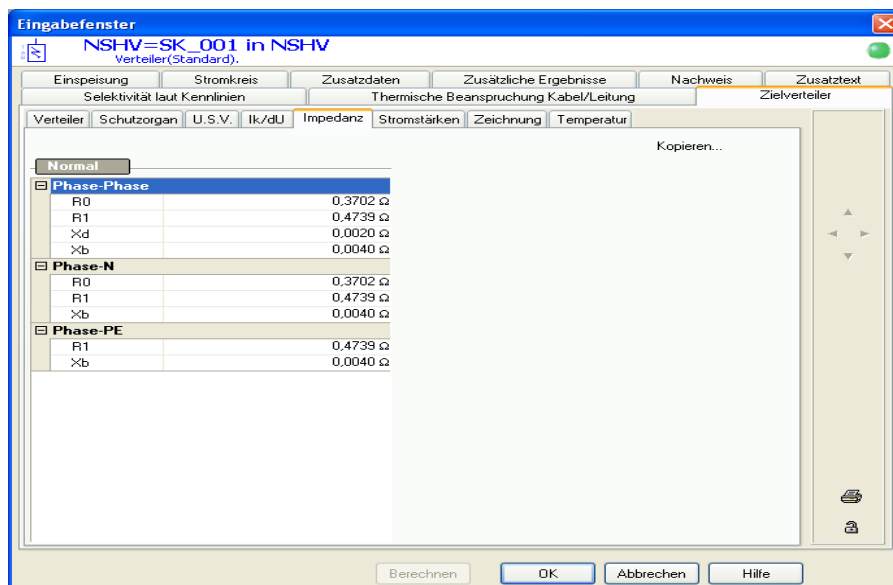 Eingabefenster
NSHV=SK_001 in NSHV
Verteiler(Standard).
Einspeisung Stromkreis Zusatzdaten Zusätzliche Ergebnisse Nachweis Zusatztext
Selektivität laut Kennlinien Thermische Beanspruchung Kabel/Leitung Zielverteiler
Verteiler Schutzorgan U.S.V. Ik/dU Impedanz Stromstärken Zeichnung Temperatur
Kopieren...
Normal
Phase-Phase
R0 0,3702 Ω
R1 0,4739 Ω
Xd 0,0020 Ω
Xb 0,0040 Ω
Phase-N
R0 0,3702 Ω
R1 0,4739 Ω
Xb 0,0040 Ω
Phase-PE
R1 0,4739 Ω
Xb 0,0040 Ω
Berechnen OK Abbrechen Hilfe